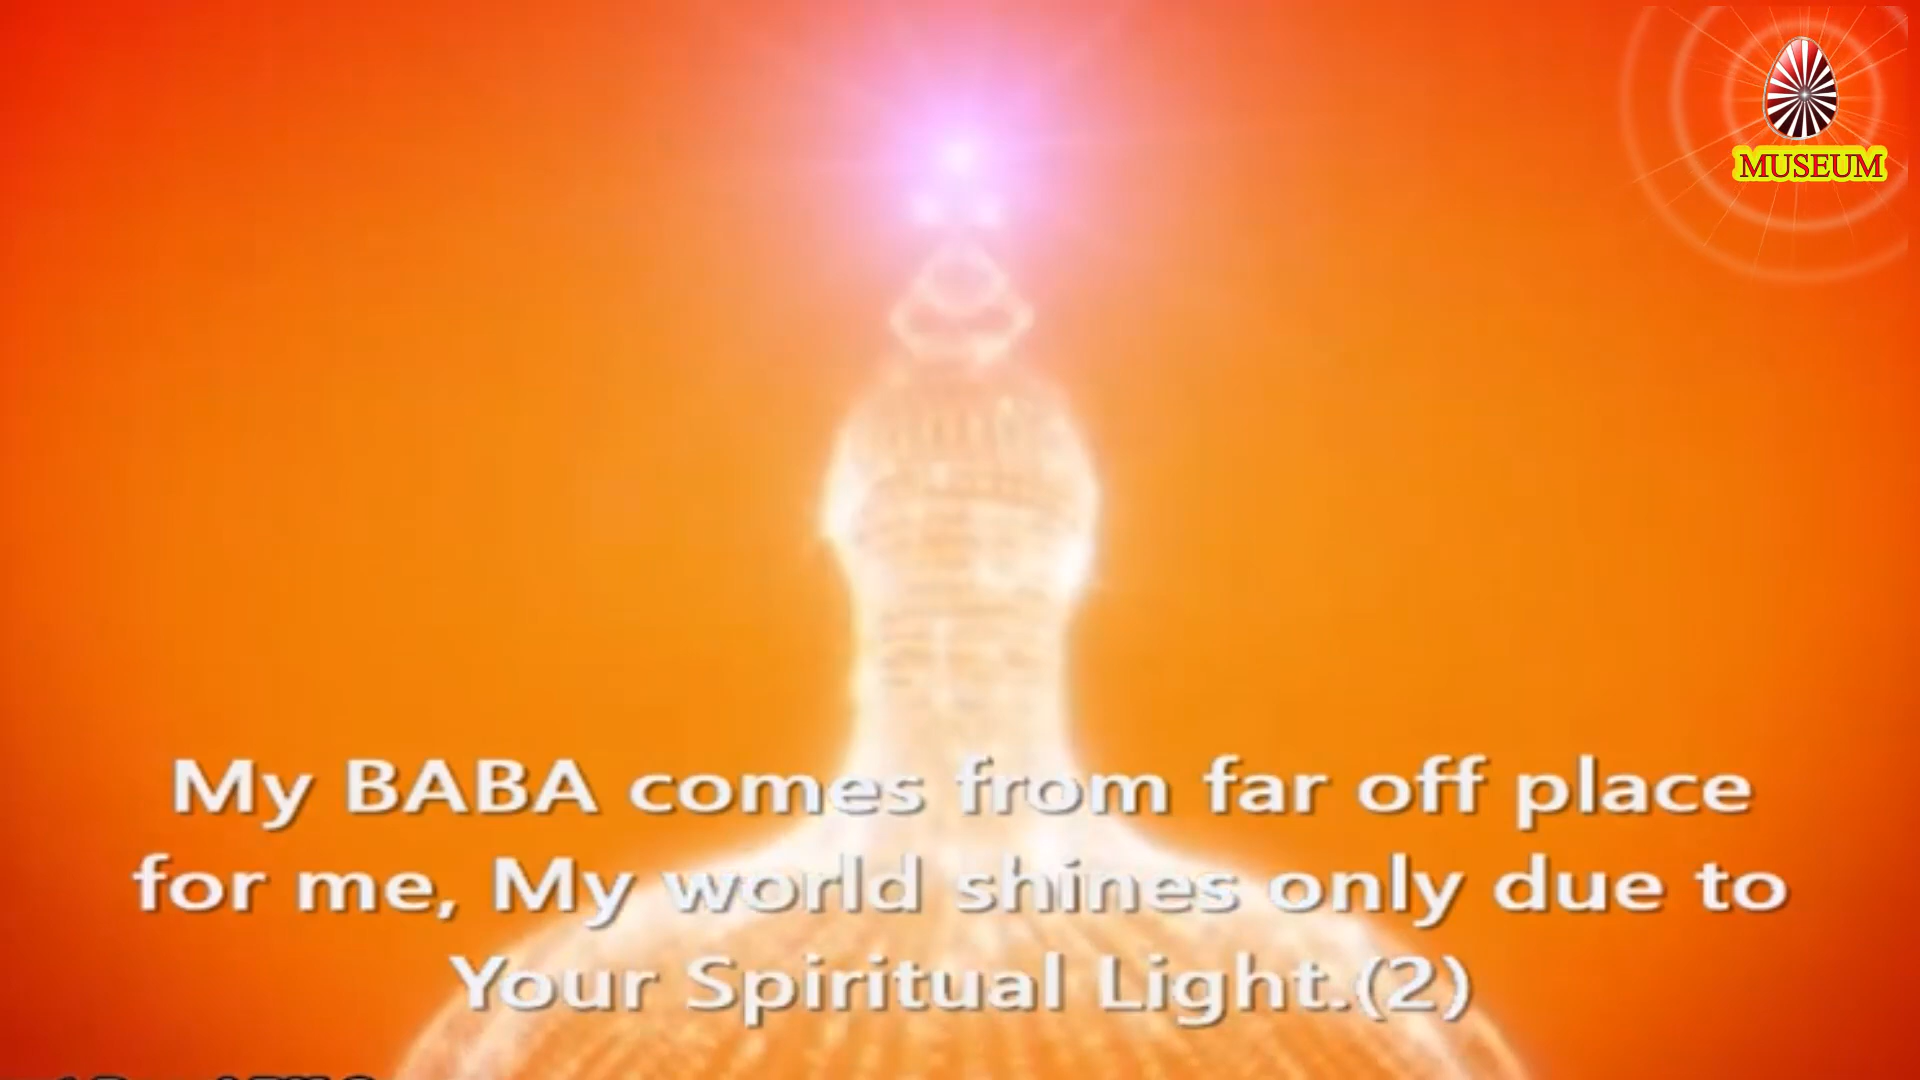 MUSEUM
My BABA comes from far off place
for me, My world shines only due to
Your Spiritual Light.(2)